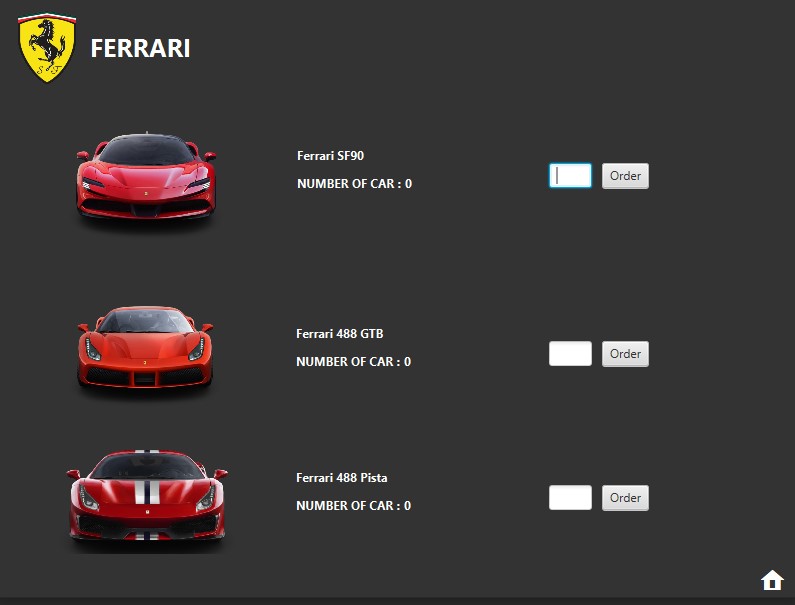 S F
FERRARI
Ferrari SF90
NUMBER OF CAR : 0
Order
Ferrari 488 GTB
NUMBER OF CAR : 0
Order
Ferrari 488 Pista
NUMBER OF CAR : 0
Order